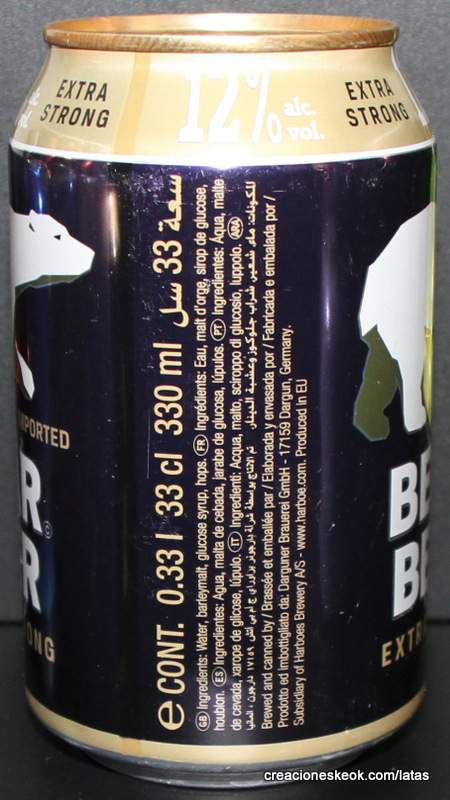 EXTRA
STRONG
12% alc.
vol.
EXTRA
STRONG
IMPORTED
BE
BE
EXTR
R
ER
ONG
e CONT. 0.33 l 33 cl 330 ml سعة 33 سل
GB Ingredients: Water, barleymalt, glucose syrup, hops. FR Ingrédients: Eau, malt d'orge, sirop de glucose,
houblon. ES Ingredientes: Agua, malta de cebada, jarabe de glucosa, lúpulos. PT Ingredientes: Água, malte
de cevada, xarope de glicose, lúpulo. IT Ingredienti: Acqua, malto, sciroppo di glucosio, luppolo. ARA
Brewed and canned by / Brassée et emballée par / Elaborada y envasada por / Fabricada e embalada por /
Prodotto ed imbottigliato da: Darguner Brauerei GmbH - 17159 Dargun, Germany.
Subsidiary of Harboes Brewery A/S - www.harboe.com. Produced in EU
creacioneskeok.com/latas